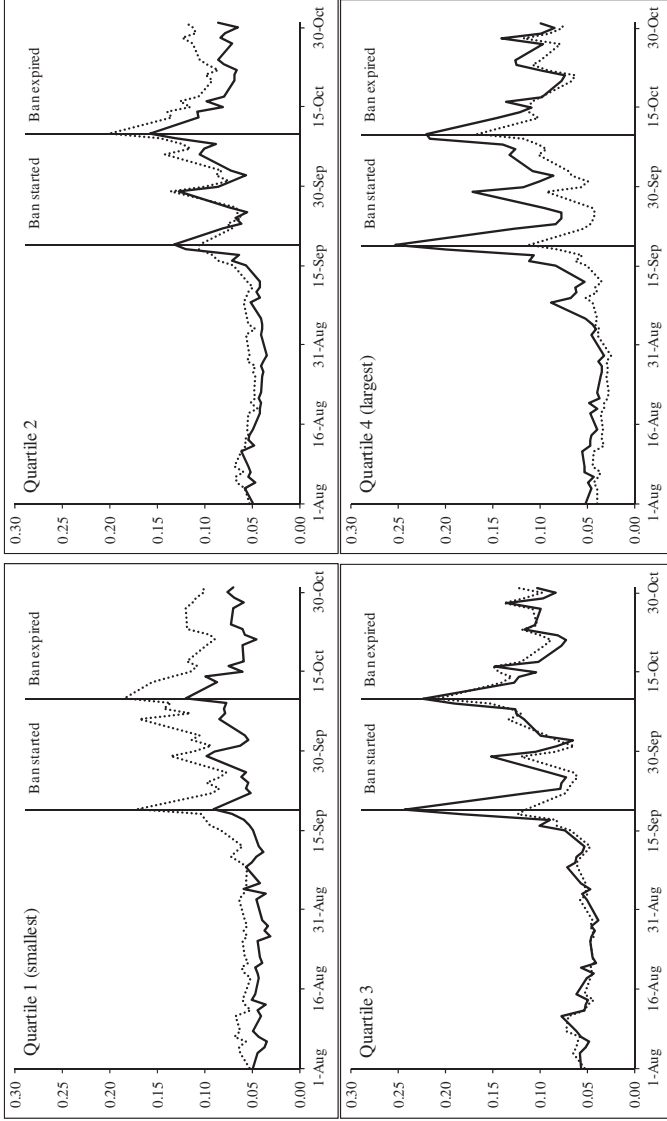 Quartile 1 (smallest)
Ban started
Ban expired
0.30
0.25
0.20
0.15
0.10
0.05
0.00
1-Aug
16-Aug
31-Aug
15-Sep
30-Sep
15-Oct
30-Oct
Quartile 2
Ban started
Ban expired
0.30
0.25
0.20
0.15
0.10
0.05
0.00
1-Aug
16-Aug
31-Aug
15-Sep
30-Sep
15-Oct
30-Oct
Quartile 3
Ban started
Ban expired
0.30
0.25
0.20
0.15
0.10
0.05
0.00
1-Aug
16-Aug
31-Aug
15-Sep
30-Sep
15-Oct
30-Oct
Quartile 4 (largest)
Ban started
Ban expired
0.30
0.25
0.20
0.15
0.10
0.05
0.00
1-Aug
16-Aug
31-Aug
15-Sep
30-Sep
15-Oct
30-Oct